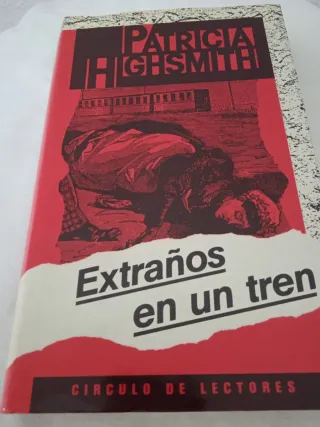 PATRICIA
HIGHSMITH
Extraños
en un tren
CIRCULO DE LECTORES